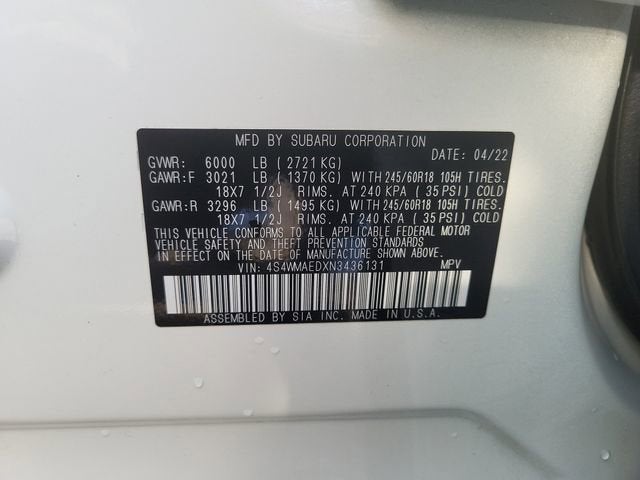 MFD BY SUBARU CORPORATION
GVWR: 6000 LB ( 2721 KG) DATE: 04/22
GAWR:F 3021 LB ( 1370 KG) WITH 245/60R18 105H TIRES.
18X7 1/2J RIMS. AT 240 KPA ( 35 PSI) COLD
GAWR:R 3296 LB ( 1495 KG) WITH 245/60R18 105H TIRES.
18X7 1/2J RIMS. AT 240 KPA ( 35 PSI) COLD
THIS VEHICLE CONFORMS TO ALL APPLICABLE FEDERAL MOTOR
VEHICLE SAFETY AND THEFT PREVENTION STANDARDS
IN EFFECT ON THE DATE OF MANUFACTURE SHOWN ABOVE.
VIN: 4S4WMAEDXN3436131 MPV
ASSEMBLED BY SIA INC. MADE IN U.S.A.